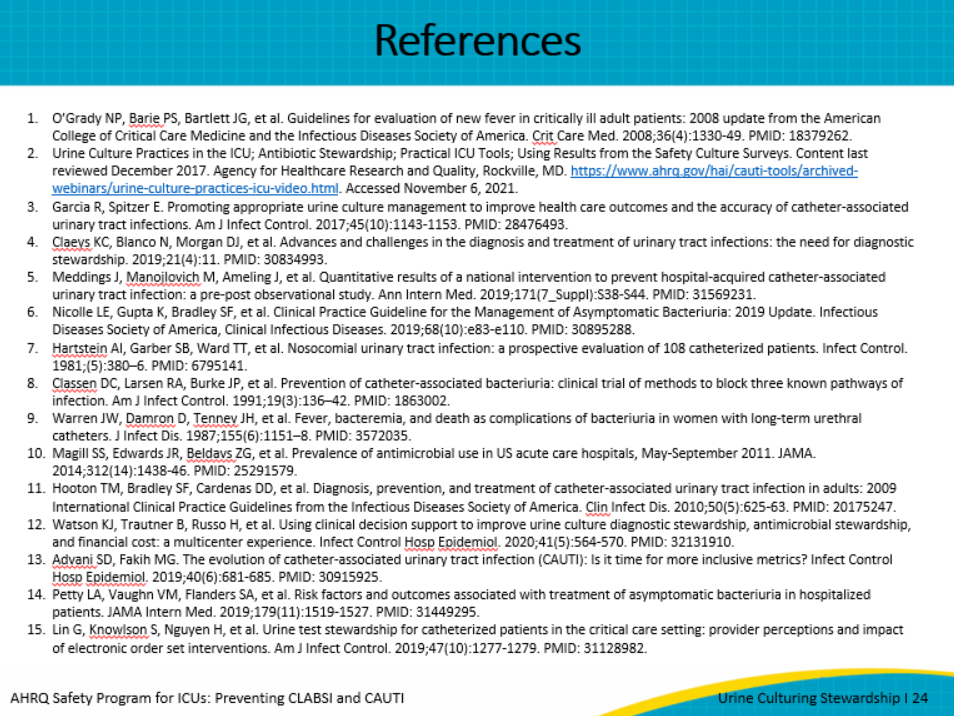 References
1. O'Grady NP, Barie PS, Bartlett JG, et al. Guidelines for evaluation of new fever in critically ill adult patients: 2008 update from the American
College of Critical Care Medicine and the Infectious Diseases Society of America. Crit Care Med. 2008;36(4):1330-49. PMID: 18379262.
2. Urine Culture Practices in the ICU; Antibiotic Stewardship; Practical ICU Tools; Using Results from the Safety Culture Surveys. Content last
reviewed December 2017. Agency for Healthcare Research and Quality, Rockville, MD. https://www.ahrq.gov/hai/cauti-tools/archived-
webinars/urine-culture-practices-icu-video.html. Accessed November 6, 2021.
3. Garcia R, Spitzer E. Promoting appropriate urine culture management to improve health care outcomes and the accuracy of catheter-associated
urinary tract infections. Am J Infect Control. 2017;45(10):1143-1153. PMID: 28476493.
4. Claeys KC, Blanco N, Morgan DJ, et al. Advances and challenges in the diagnosis and treatment of urinary tract infections: the need for diagnostic
stewardship. 2019;21(4):11. PMID: 30834993.
5. Meddings J, Manojlovich M, Ameling J, et al. Quantitative results of a national intervention to prevent hospital-acquired catheter-associated
urinary tract infection: a pre-post observational study. Ann Intern Med. 2019;171(7_Suppl):S38-S44. PMID: 31569231.
6. Nicolle LE, Gupta K, Bradley SF, et al. Clinical Practice Guideline for the Management of Asymptomatic Bacteriuria: 2019 Update. Infectious
Diseases Society of America, Clinical Infectious Diseases. 2019;68(10):e83-e110. PMID: 30895288.
7. Hartstein AI, Garber SB, Ward TT, et al. Nosocomial urinary tract infection: a prospective evaluation of 108 catheterized patients. Infect Control.
1981;(5):380–6. PMID: 6795141.
8. Classen DC, Larsen RA, Burke JP, et al. Prevention of catheter-associated bacteriuria: clinical trial of methods to block three known pathways of
infection. Am J Infect Control. 1991;19(3):136–42. PMID: 1863002.
9. Warren JW, Damron D, Tenney JH, et al. Fever, bacteremia, and death as complications of bacteriuria in women with long-term urethral
catheters. J Infect Dis. 1987;155(6):1151–8. PMID: 3572035.
10. Magill SS, Edwards JR, Beldavs ZG, et al. Prevalence of antimicrobial use in US acute care hospitals, May-September 2011. JAMA.
2014;312(14):1438-46. PMID: 25291579.
11. Hooton TM, Bradley SF, Cardenas DD, et al. Diagnosis, prevention, and treatment of catheter-associated urinary tract infection in adults: 2009
International Clinical Practice Guidelines from the Infectious Diseases Society of America. Clin Infect Dis. 2010;50(5):625-63. PMID: 20175247.
12. Watson KJ, Trautner B, Russo H, et al. Using clinical decision support to improve urine culture diagnostic stewardship, antimicrobial stewardship,
and financial cost: a multicenter experience. Infect Control Hosp Epidemiol. 2020;41(5):564-570. PMID: 32131910.
13. Advani SD, Fakih MG. The evolution of catheter-associated urinary tract infection (CAUTI): Is it time for more inclusive metrics? Infect Control
Hosp Epidemiol. 2019;40(6):681-685. PMID: 30915925.
14. Petty LA, Vaughn VM, Flanders SA, et al. Risk factors and outcomes associated with treatment of asymptomatic bacteriuria in hospitalized
patients. JAMA Intern Med. 2019;179(11):1519-1527. PMID: 31449295.
15. Lin G, Knowlson S, Nguyen H, et al. Urine test stewardship for catheterized patients in the critical care setting: provider perceptions and impact
of electronic order set interventions. Am J Infect Control. 2019;47(10):1277-1279. PMID: 31128982.
AHRQ Safety Program for ICUs: Preventing CLABSI and CAUTI
Urine Culturing Stewardship I 24